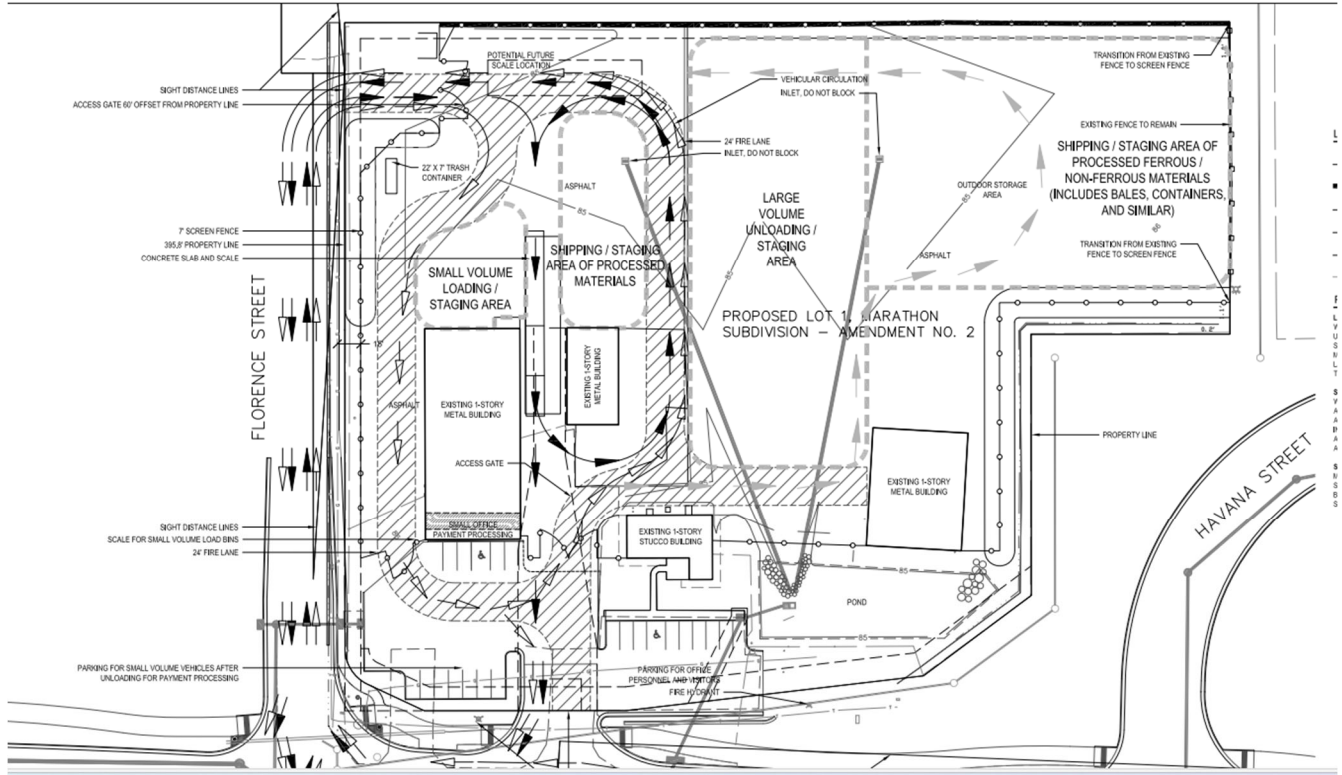 POTENTIAL FUTURE
SCALE LOCATION
TRANSITION FROM EXISTING
FENCE TO SCREEN FENCE
SIGHT DISTANCE LINES
ACCESS GATE 60' OFFSET FROM PROPERTY LINE
VEHICULAR CIRCULATION
INLET, DO NOT BLOCK
24' FIRE LANE
INLET, DO NOT BLOCK
EXISTING FENCE TO REMAIN
SHIPPING / STAGING AREA OF
PROCESSED FERROUS /
NON-FERROUS MATERIALS
(INCLUDES BALES, CONTAINERS,
AND SIMILAR)
22' X 7' TRASH
CONTAINER
ASPHALT
85
OUTDOOR STORAGE
AREA
85
86
LARGE
VOLUME
UNLOADING /
STAGING
AREA
7' SCREEN FENCE
395.8' PROPERTY LINE
CONCRETE SLAB AND SCALE
SMALL VOLUME
LOADING /
STAGING AREA
SHIPPING / STAGING
AREA OF PROCESSED
MATERIALS
ASPHALT
85
TRANSITION FROM EXISTING
FENCE TO SCREEN FENCE
PROPOSED LOT 1, MARATHON
SUBDIVISION – AMENDMENT NO. 2
FLORENCE STREET
ASPHALT
EXISTING 1-STORY
METAL BUILDING
EXISTING 1-STORY
METAL BUILDING
ACCESS GATE
PROPERTY LINE
HAVANA STREET
EXISTING 1-STORY
METAL BUILDING
SIGHT DISTANCE LINES
SCALE FOR SMALL VOLUME LOAD BINS
24' FIRE LANE
SMALL OFFICE
PAYMENT PROCESSING
EXISTING 1-STORY
STUCCO BUILDING
85
POND
85
PARKING FOR SMALL VOLUME VEHICLES AFTER
UNLOADING FOR PAYMENT PROCESSING
PARKING FOR OFFICE
PERSONNEL AND VISITORS
FIRE HYDRANT